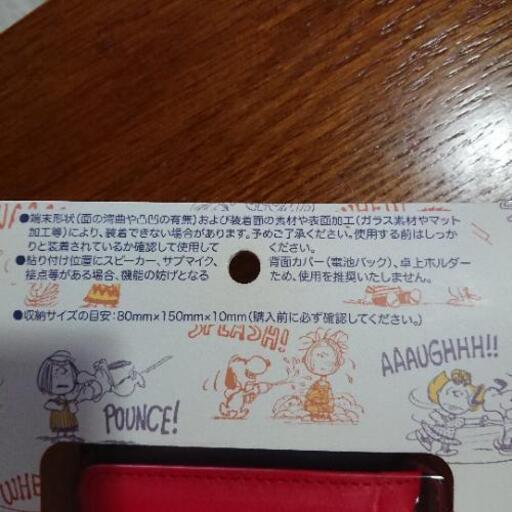 ●端末形状(面の湾曲や凸凹の有無)および装着面の素材や表面加工(ガラス素材やマット
加工等)により、装着できない場合があります。予めご了承ください。使用する前はしっか
りと装着されているか確認して使用して ください。
●貼り付け位置にスピーカー、サブマイク、 背面カバー(電池パック)、卓上ホルダー
接点等がある場合、機能の妨げとなる ため、使用を推奨いたしません。
●収納サイズの目安:80mm×150mm×10mm(購入前に必ず確認してください。)
SPLASH!
AAAUGHHH!!
POUNCE!